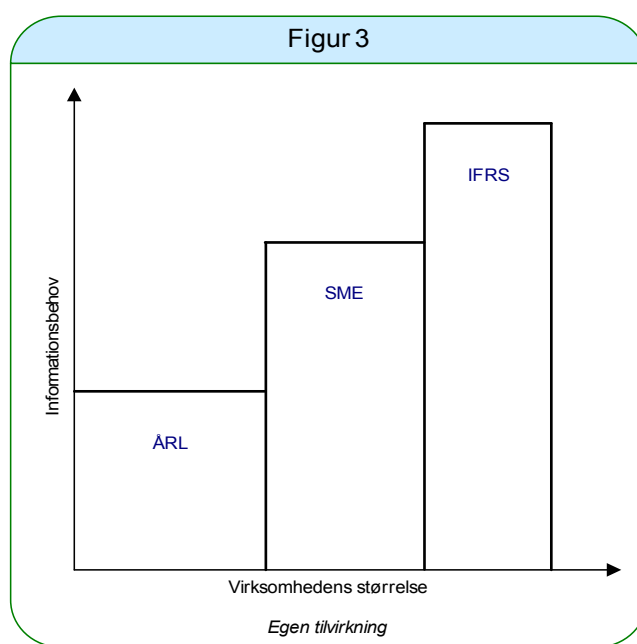 Figur 3
IFRS
SME
ÅRL
Informationsbehov
Virksomhedens størrelse
Egen tilvirkning